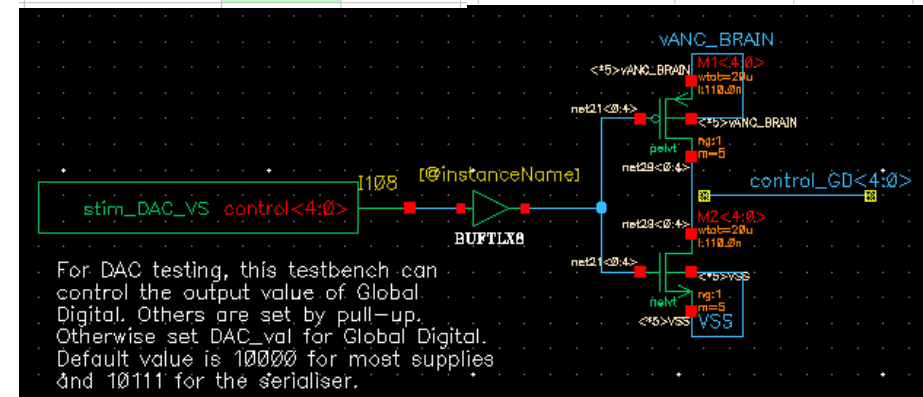 vANC_BRAIN
<*5>vANC_BRAIN
M1<4:0>
wtot=20u
l:110.0n
net21<0:4>
<*5>vANC_BRAIN
ng:1
m=5
pelvt
net29<0:4>
I108
[@instanceName]
control_GD<4:0>
stim_DAC_VS control<4:0>
BUFTLX8
net29<0:4>
M2<4:0>
wtot=20u
l:110.0n
net21<0:4>
<*5>VSS
ng:1
m=5
nelvt
<*5>VSS
VSS
For DAC testing, this testbench can
control the output value of Global
Digital. Others are set by pull-up.
Otherwise set DAC_val for Global Digital.
Default value is 10000 for most supplies
and 10111 for the serialiser.